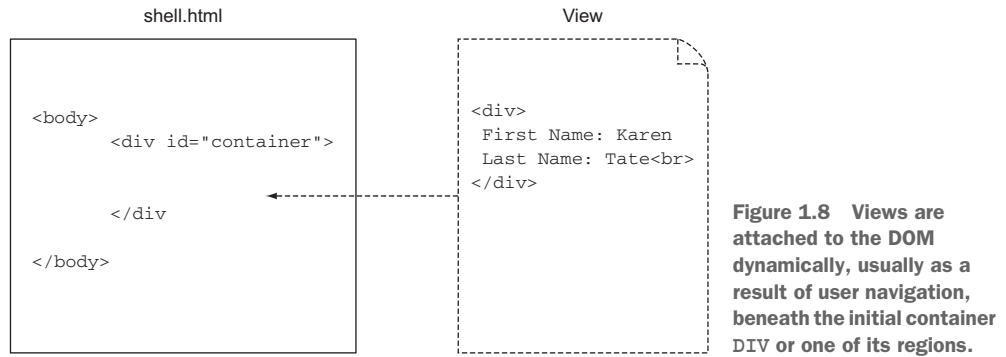 shell.html
<body>
<div id="container">
</div
</body>
View
<div>
First Name: Karen
Last Name: Tate<br>
</div>
Figure 1.8 Views are
attached to the DOM
dynamically, usually as a
result of user navigation,
beneath the initial container
DIV or one of its regions.